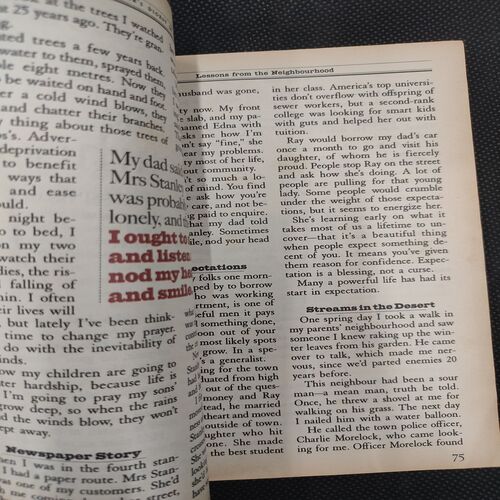 at the trees I watched
25 years ago. They're gran-
ted trees a few years back.
water to them, sprayed them
ple eight metres. Now they
be waited on hand and foot.
er a cold wind blows, they
and chatter their branches.
y thing about those trees of
s's. Adver-
deprivation
to benefit
ways that
and ease
uld.
night be-
to bed, I
n my two
watch their
dies, the ris-
falling of
in. I often
eir lives will
, but lately I've been think-
time to change my prayer.
do with the inevitability of
inds.
ow my children are going to
ter hardship, because life is
I'm going to pray my sons'
grow deep, so when the rains
d the winds blow, they won't
ept away.
Newspaper Story
hen I was in the fourth stan-
I had a paper route. Mrs Stan-
was one of my customers. She'd
My dad said
Mrs Stanley
was probably
lonely, and
I ought to
and listen
nod my he
and smile.
Lessons from the Neighbourhood
usband was gone,
ty now. My front
e slab, and my pa-
named Edna with
sks me how I'm
n't say "fine," she
ear my problems.
ty most of my life,
out community.
t's so much a lo-
of mind. You find
e ask how you're
care, and not be-
g paid to enquire.
at my dad told
anley. Sometimes
ile, nod your head
ectations
folks one morn-
ped by to borrow
ho was working
rtment, is one of
eful men it pays
something done,
oon out of your
most likely spots
grow. In a spe-
's a generalist.
ng for the town
tuated from high
ot of the ques-
money and Ray
tead, he married
heart and moved
outside of town.
aughter who hit
one. She made
the best student
in her class. America's top universi-
ties don't overflow with offspring of
sewer workers, but a second-rank
college was looking for smart kids
with guts and helped her out with
tuition.
Ray would borrow my dad's car
once a month to go and visit his
daughter, of whom he is fiercely
proud. People stop Ray on the street
and ask how she's doing. A lot of
people are pulling for that young
lady. Some people would crumble
under the weight of those expecta-
tions, but it seems to energize her.
She's learning early on what it
takes most of us a lifetime to un-
cover—that it's a beautiful thing
when people expect something de-
cent of you. It means you've given
them reason for confidence. Expec-
tation is a blessing, not a curse.
Many a powerful life has had its
start in expectation.
Streams in the Desert
One spring day I took a walk in
my parents' neighbourhood and saw
someone I knew raking up the win-
ter leaves from his garden. He came
over to talk, which made me ner-
vous, since we'd parted enemies 20
years before.
This neighbour had been a sour
man—a mean man, truth be told.
Once, he threw a shovel at me for
walking on his grass. The next day
I nailed him with a water balloon.
He called the town police officer,
Charlie Morelock, who came look-
ing for me. Officer Morelock found
75